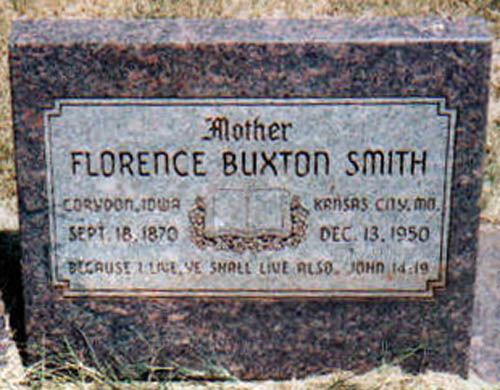 Mother
FLORENCE BUXTON SMITH
CORYDON, IOWA KANSAS CITY, MO.
SEPT. 18, 1870 DEC. 13, 1950
BECAUSE I LIVE, YE SHALL LIVE ALSO. JOHN 14:19